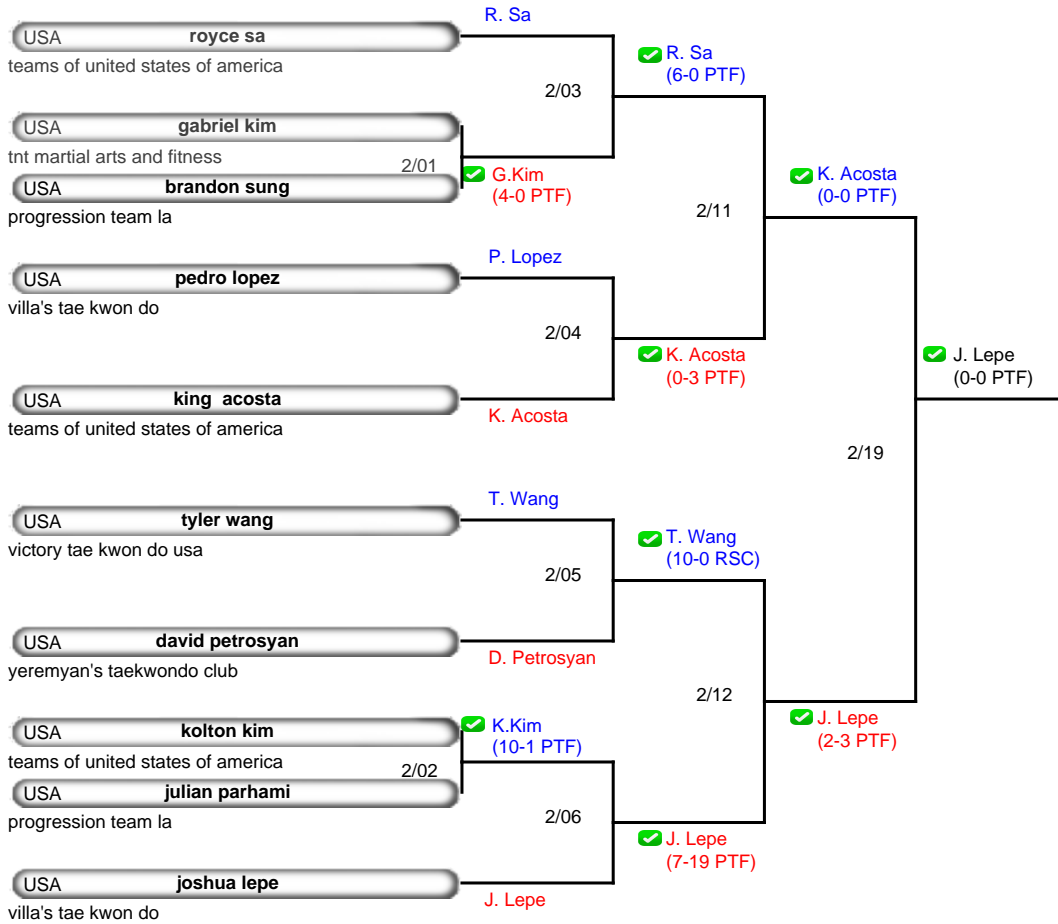 R. Sa
USA royce sa
teams of united states of america
R. Sa
(6-0 PTF)
2/03
USA gabriel kim
tnt martial arts and fitness
2/01
G.Kim
(4-0 PTF)
USA brandon sung
progression team la
K. Acosta
(0-0 PTF)
2/11
P. Lopez
USA pedro lopez
villa's tae kwon do
2/04
K. Acosta
(0-3 PTF)
J. Lepe
(0-0 PTF)
USA king  acosta
K. Acosta
teams of united states of america
2/19
T. Wang
USA tyler wang
victory tae kwon do usa
T. Wang
(10-0 RSC)
2/05
USA david petrosyan
D. Petrosyan
yeremyan's taekwondo club
2/12
J. Lepe
(2-3 PTF)
USA kolton kim
K.Kim
(10-1 PTF)
teams of united states of america
2/02
USA julian parhami
progression team la
2/06
J. Lepe
(7-19 PTF)
USA joshua lepe
J. Lepe
villa's tae kwon do